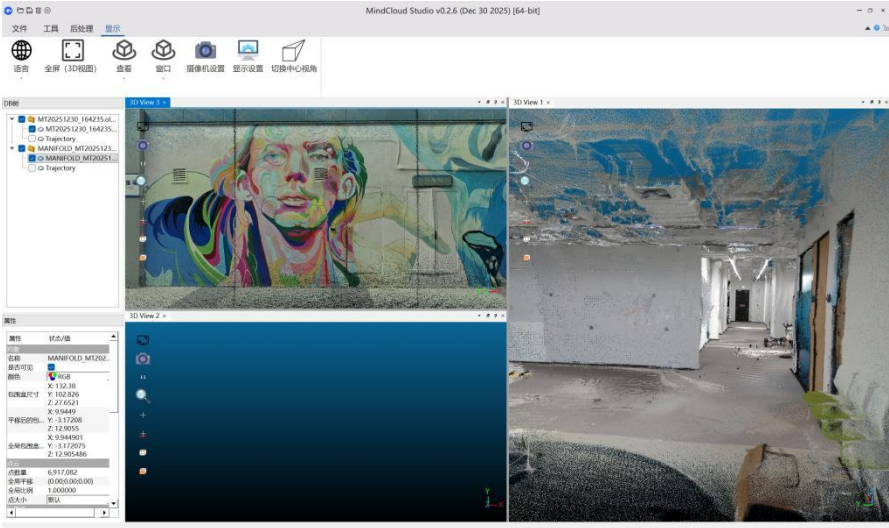 MindCloud Studio v0.2.6 (Dec 30 2025) [64-bit]
文件 工具 后处理 显示
语言 全屏（3D视图） 查看 窗口 摄像机设置 显示设置 切换中心视角
DB树
3D View 3
3D View 1
MT20251230_164235.ol...
MT20251230_164235...
Trajectory
MANIFOLD_MT2025123...
MANIFOLD_MT20251...
Trajectory
3D View 2
属性
属性 状态/值
名称 MANIFOLD_MT202...
是否可见
颜色 RGB
包围盒尺寸
X: 132.38
Y: 102.826
Z: 27.6521
平移后的包...
X: 9.9449
Y: -3.17208
Z: 12.9055
全局包围盒...
X: 9.944901
Y: -3.172075
Z: 12.905486
点云
点数量 6,917,082
全局平移 (0.00;0.00;0.00)
全局比例 1.000000
点大小 默认